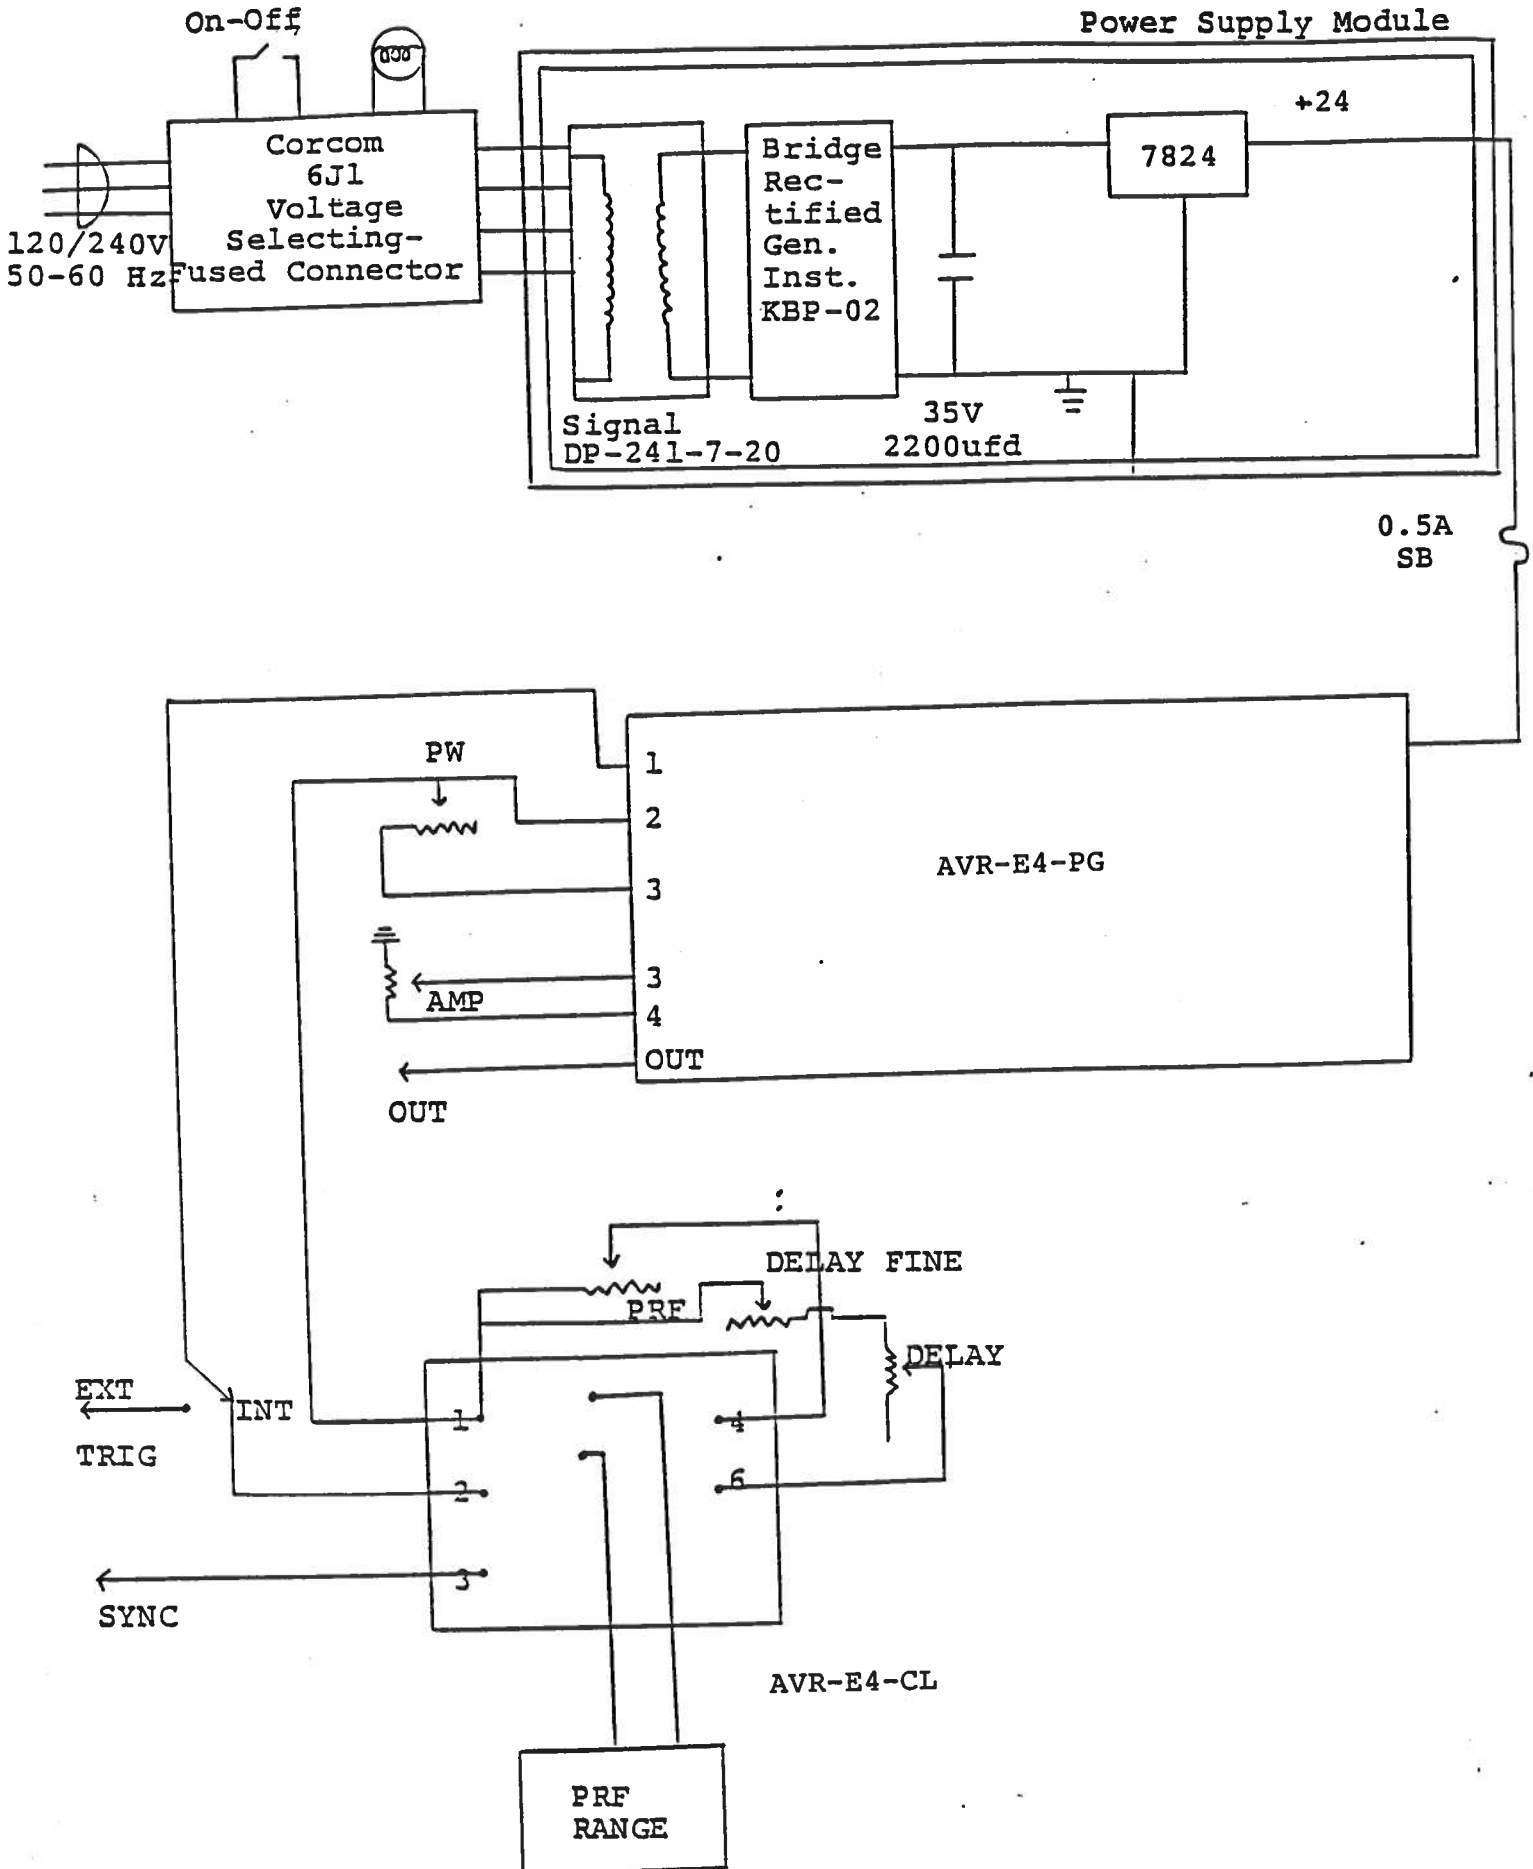 On-Off
Power Supply Module
+24
Corcom
6J1
Voltage
Selecting-
Fused Connector
120/240V
50-60 Hz
Bridge
Rec-
tified
Gen.
Inst.
KBP-02
7824
Signal
DP-241-7-20
35V
2200ufd
0.5A
SB
PW
1
2
3
3
4
OUT
AVR-E4-PG
AMP
OUT
DELAY FINE
PRF
DELAY
EXT
TRIG
INT
1
2
3
4
6
SYNC
AVR-E4-CL
PRF
RANGE